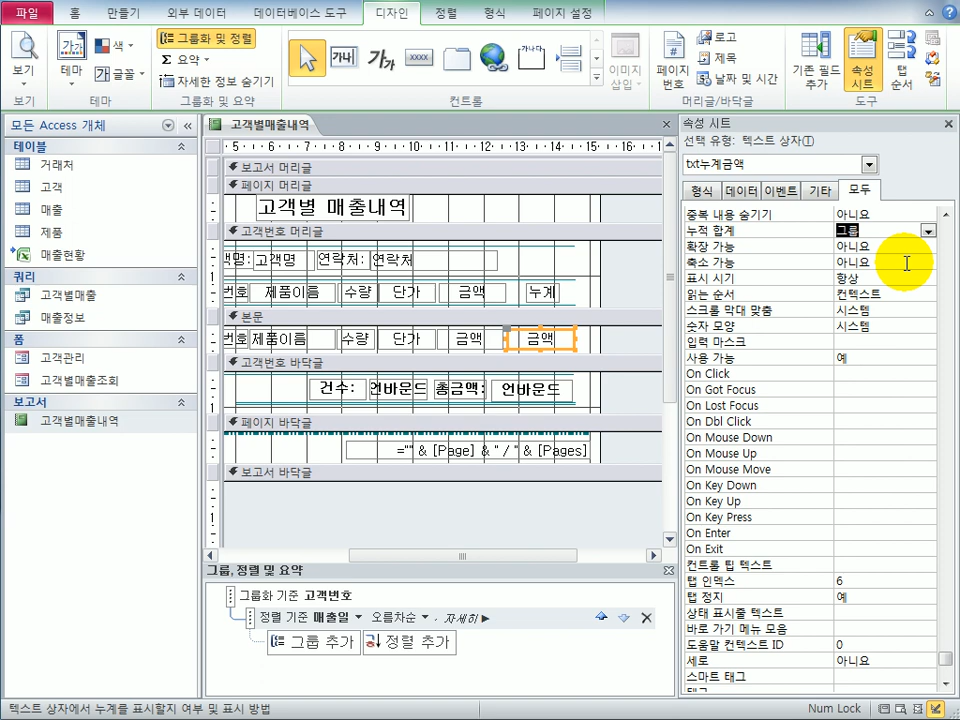 파일 홈 만들기 외부 데이터 데이터베이스 도구 디자인 정렬 형식 페이지 설정
보기
보기
테마
색
가 글꼴
테마
그룹화 및 정렬
Σ 요약
자세한 정보 숨기기
그룹화 및 요약
가나
가가
xxxx
가나다
컨트롤
이미지 삽입
페이지 번호
로고
제목
날짜 및 시간
머리글/바닥글
기존 필드 추가
속성 시트
탭 순서
도구
모든 Access 개체
테이블
거래처
고객
매출
제품
매출현황
쿼리
고객별매출
매출정보
폼
고객관리
고객별매출조회
보고서
고객별매출내역
고객별매출내역
5 6 7 8 9 10 11 12 13 14 15 16 1
보고서 머리글
페이지 머리글
고객별 매출내역
고객번호 머리글
객명: 고객명 연락처: 연락처
번호 제품이름 수량 단가 금액 누계
본문
번호 제품이름 수량 단가 금액 금액
고객번호 바닥글
건수: 언바운드 총금액: 언바운드
페이지 바닥글
="" & [Page] & " / " & [Pages]
보고서 바닥글
그룹, 정렬 및 요약
그룹화 기준 고객번호
정렬 기준 매출일 오름차순 , 자세히
그룹 추가 정렬 추가
속성 시트
선택 유형: 텍스트 상자(T)
txt누계금액
형식 데이터 이벤트 기타 모두
중복 내용 숨기기 아니요
누적 합계 그룹
확장 가능 아니요
축소 가능 아니요
표시 시기 항상
읽는 순서 컨텍스트
스크롤 막대 맞춤 시스템
숫자 모양 시스템
입력 마스크
사용 가능 예
On Click
On Got Focus
On Lost Focus
On Dbl Click
On Mouse Down
On Mouse Up
On Mouse Move
On Key Down
On Key Up
On Key Press
On Enter
On Exit
컨트롤 팁 텍스트
탭 인덱스 6
탭 정지 예
상태 표시줄 텍스트
바로 가기 메뉴 모음
도움말 컨텍스트 ID 0
세로 아니요
스마트 태그
텍스트 상자에서 누계를 표시할지 여부 및 표시 방법
Num Lock